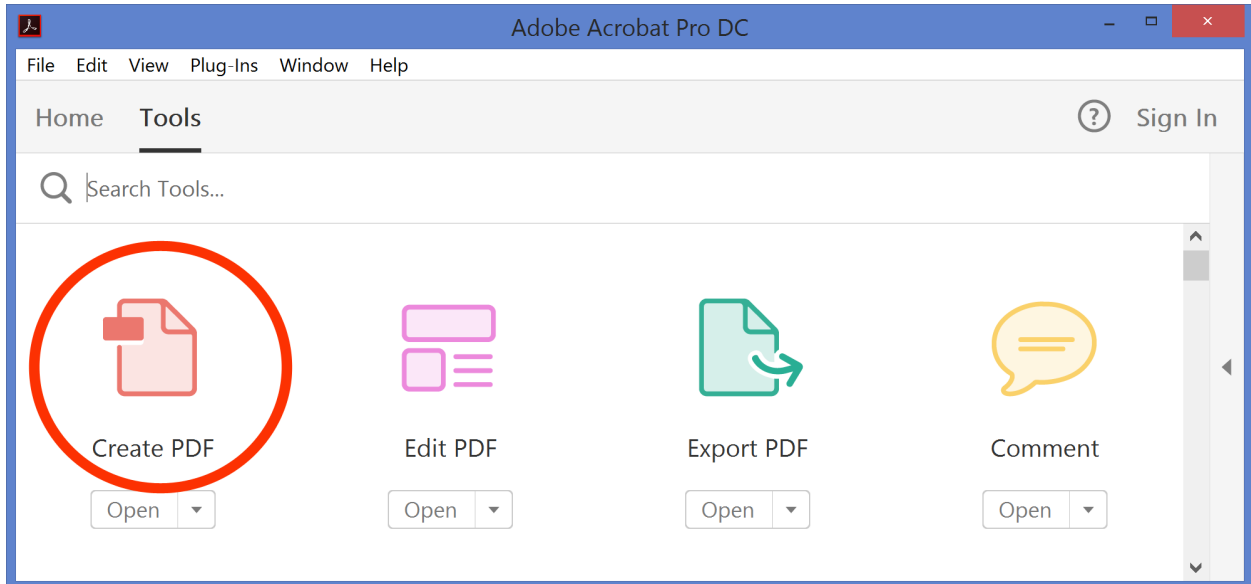 Adobe Acrobat Pro DC
File Edit View Plug-Ins Window Help
Home Tools ? Sign In
Search Tools...
Create PDF Edit PDF Export PDF Comment
Open Open Open Open